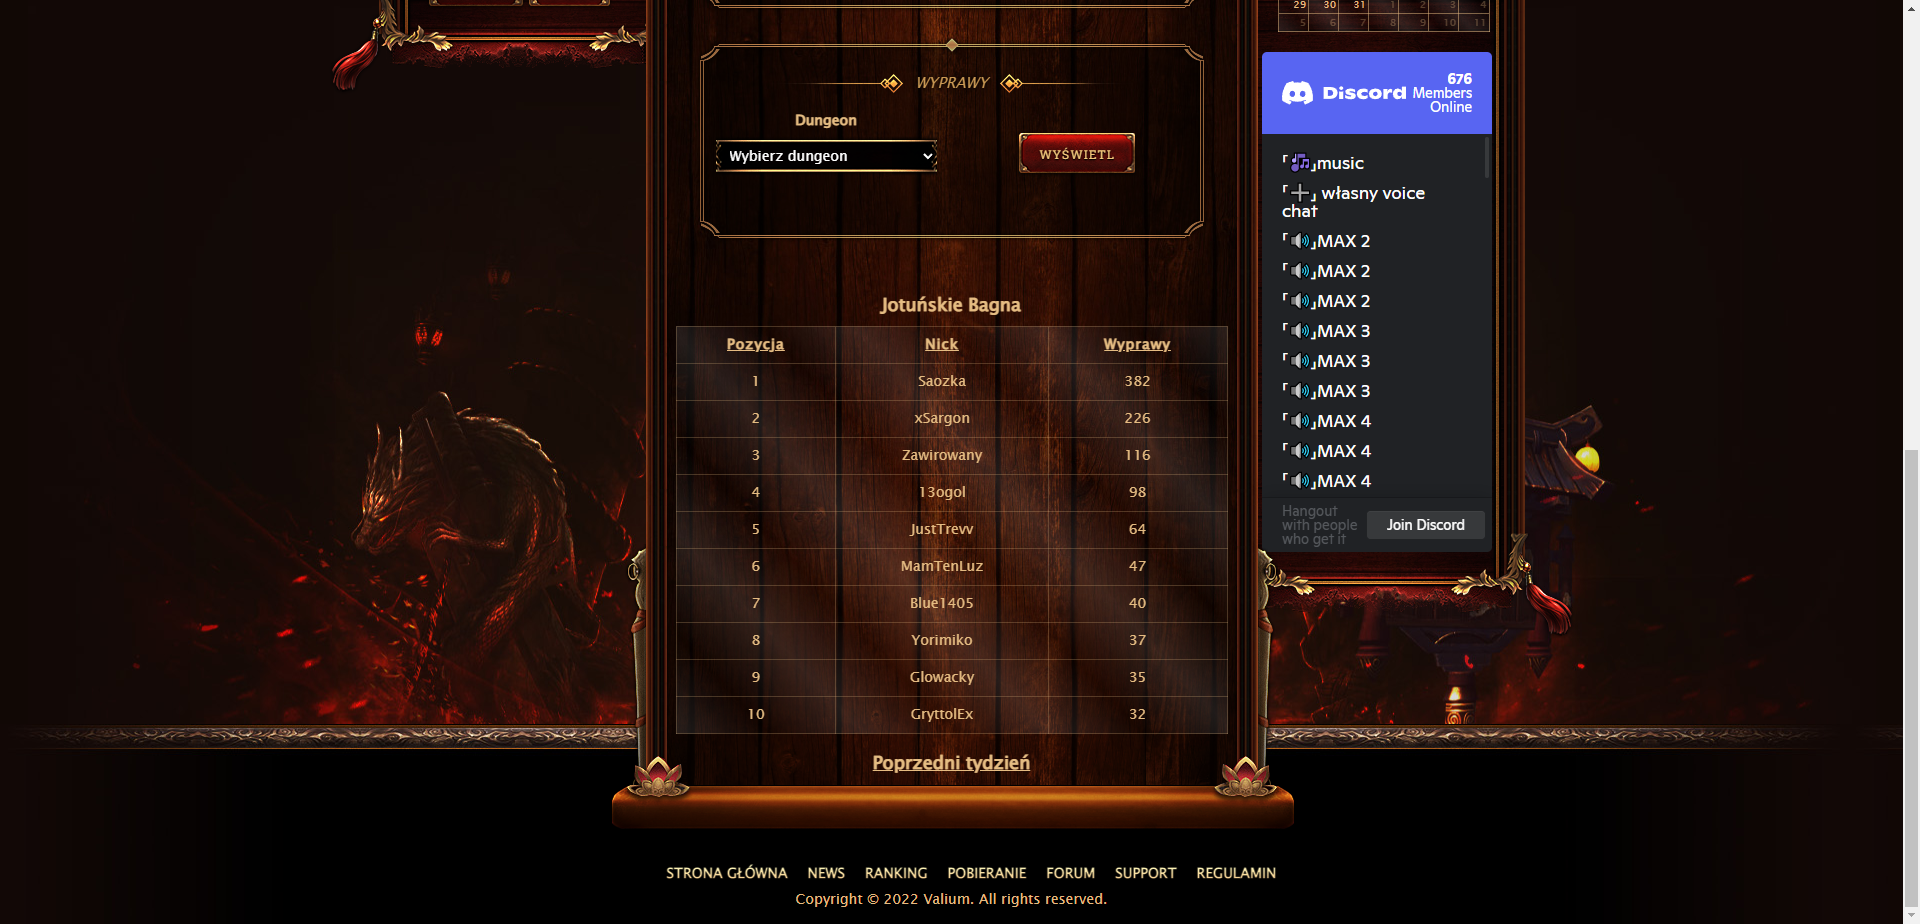 29 30 31 1 2 3 4
5 6 7 8 9 10 11
WYPRAWY
Dungeon
Wybierz dungeon
WYŚWIETL
Jotuńskie Bagna
Pozycja Nick Wyprawy
1 Saozka 382
2 xSargon 226
3 Zawirowany 116
4 13ogol 98
5 JustTrevv 64
6 MamTenLuz 47
7 Blue1405 40
8 Yorimiko 37
9 Glowacky 35
10 GryttolEx 32
Poprzedni tydzień
Discord
676
Members
Online
「🎶」music
「➕」 własny voice
chat
「🔊」MAX 2
「🔊」MAX 2
「🔊」MAX 2
「🔊」MAX 3
「🔊」MAX 3
「🔊」MAX 3
「🔊」MAX 4
「🔊」MAX 4
「🔊」MAX 4
Hangout
with people
who get it
Join Discord
STRONA GŁÓWNA NEWS RANKING POBIERANIE FORUM SUPPORT REGULAMIN
Copyright © 2022 Valium. All rights reserved.